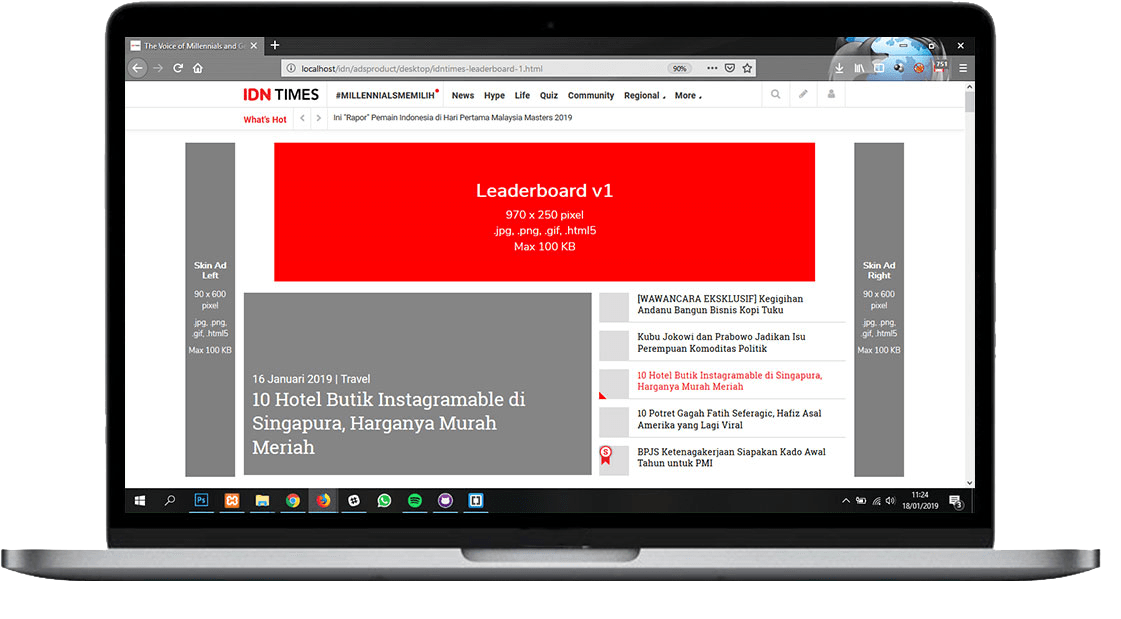 The Voice of Millennials and G
localhost/idn/adsproduct/desktop/idntimes-leaderboard-1.html
90%
751
IDN TIMES
#MILLENNIALSMEMILIH
News
Hype
Life
Quiz
Community
Regional
More
What's Hot
Ini "Rapor" Pemain Indonesia di Hari Pertama Malaysia Masters 2019
Skin Ad
Left
90 x 600
pixel
.jpg, .png,
.gif, .html5
Max 100 KB
Leaderboard v1
970 x 250 pixel
.jpg, .png, .gif, .html5
Max 100 KB
Skin Ad
Right
90 x 600
pixel
.jpg, .png,
.gif, .html5
Max 100 KB
16 Januari 2019 | Travel
10 Hotel Butik Instagramable di
Singapura, Harganya Murah
Meriah
[WAWANCARA EKSKLUSIF] Kegigihan
Andanu Bangun Bisnis Kopi Tuku
Kubu Jokowi dan Prabowo Jadikan Isu
Perempuan Komoditas Politik
10 Hotel Butik Instagramable di Singapura,
Harganya Murah Meriah
10 Potret Gagah Fatih Seferagic, Hafiz Asal
Amerika yang Lagi Viral
S
BPJS Ketenagakerjaan Siapakan Kado Awal
Tahun untuk PMI
Ps
11:24
18/01/2019
3